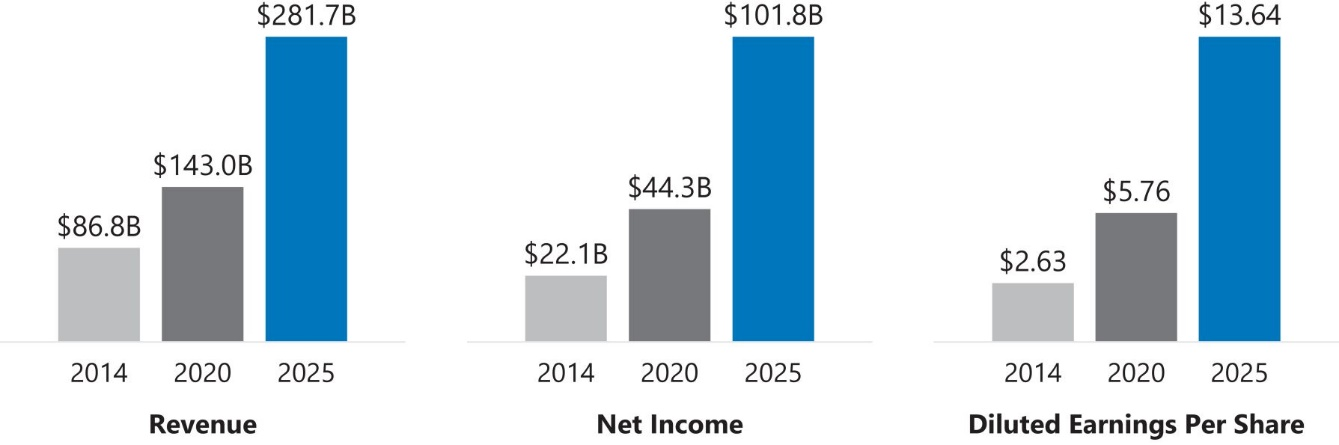 $281.7B
$143.0B
$86.8B
2014 2020 2025
Revenue
$101.8B
$44.3B
$22.1B
2014 2020 2025
Net Income
$13.64
$5.76
$2.63
2014 2020 2025
Diluted Earnings Per Share